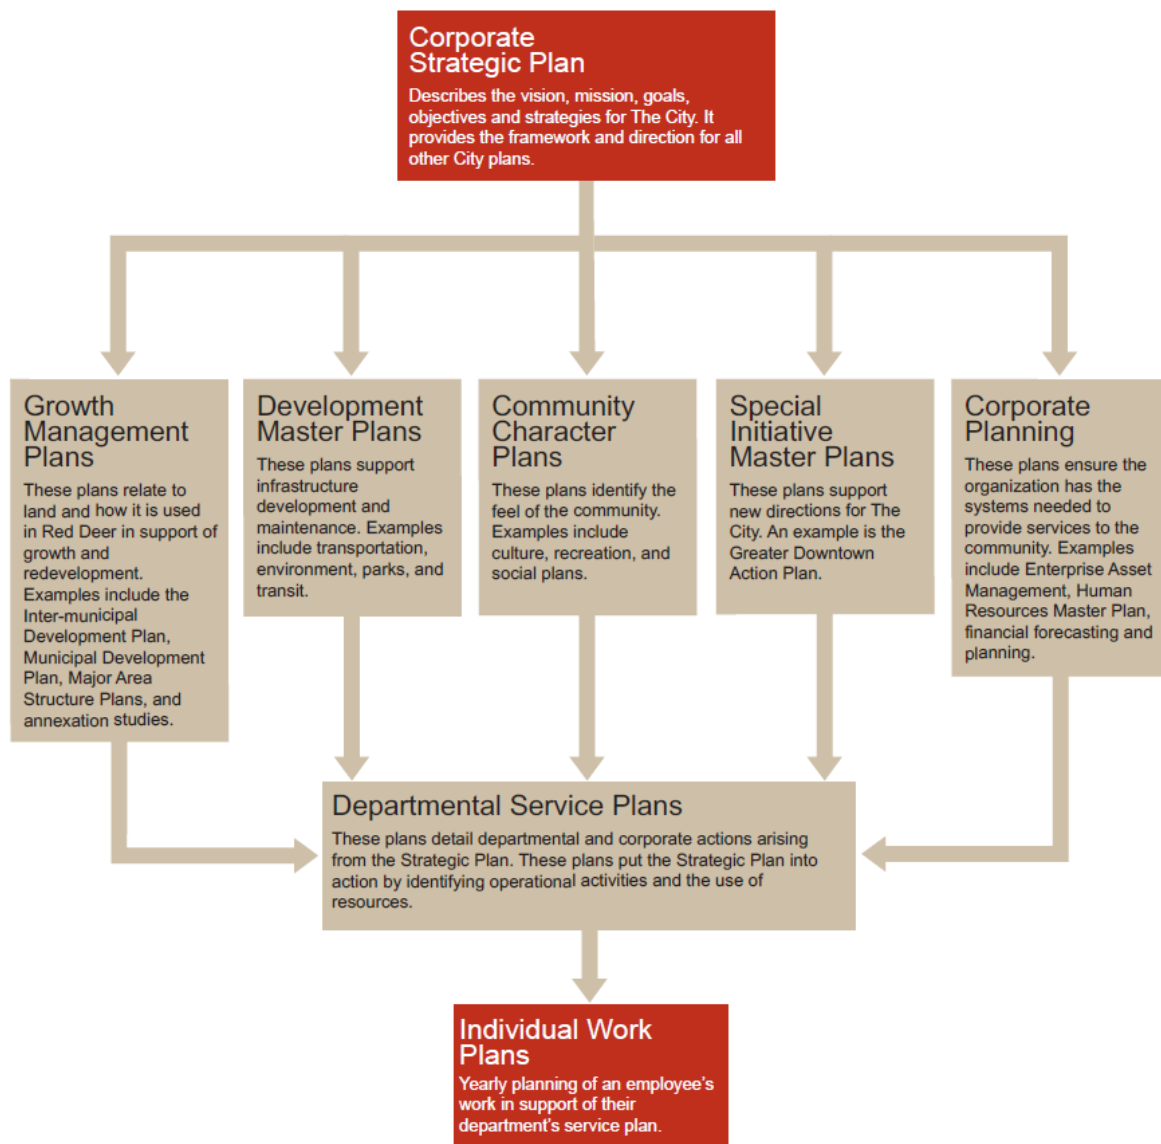 Corporate
Strategic Plan
Describes the vision, mission, goals,
objectives and strategies for The City. It
provides the framework and direction for all
other City plans.
Growth
Management
Plans
These plans relate to
land and how it is used
in Red Deer in support of
growth and
redevelopment.
Examples include the
Inter-municipal
Development Plan,
Municipal Development
Plan, Major Area
Structure Plans, and
annexation studies.
Development
Master Plans
These plans support
infrastructure
development and
maintenance. Examples
include transportation,
environment, parks, and
transit.
Community
Character
Plans
These plans identify the
feel of the community.
Examples include
culture, recreation, and
social plans.
Special
Initiative
Master Plans
These plans support
new directions for The
City. An example is the
Greater Downtown
Action Plan.
Corporate
Planning
These plans ensure the
organization has the
systems needed to
provide services to the
community. Examples
include Enterprise Asset
Management, Human
Resources Master Plan,
financial forecasting and
planning.
Departmental Service Plans
These plans detail departmental and corporate actions arising
from the Strategic Plan. These plans put the Strategic Plan into
action by identifying operational activities and the use of
resources.
Individual Work
Plans
Yearly planning of an employee's
work in support of their
department's service plan.